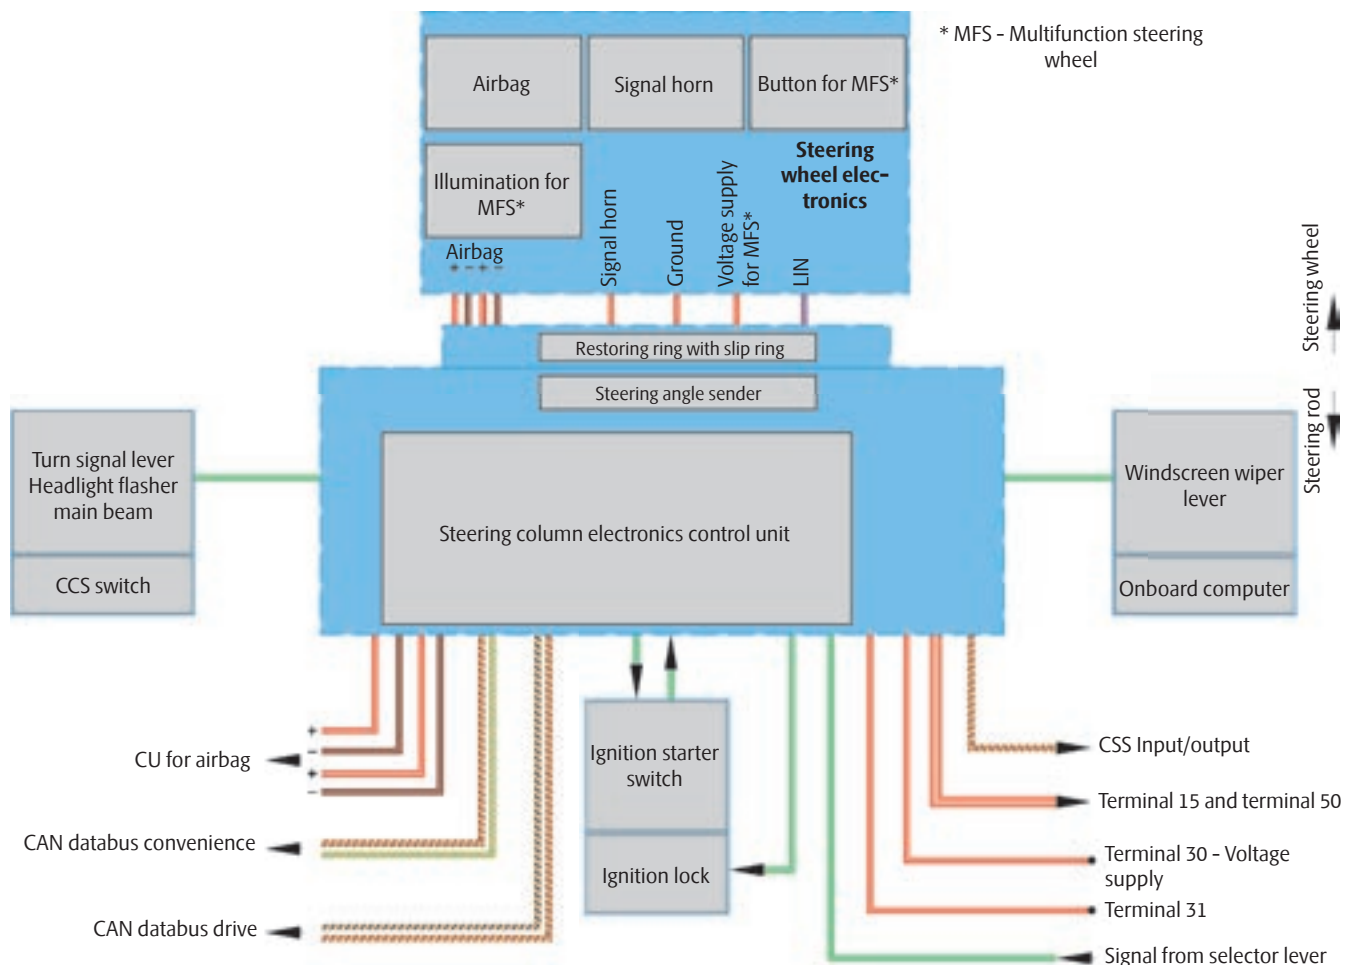 * MFS - Multifunction steering
wheel
Airbag
Signal horn
Button for MFS*
Illumination for
MFS*
Steering
wheel elec-
tronics
Airbag
+ - + -
Signal horn
Ground
Voltage supply
for MFS*
LIN
Steering wheel
Steering rod
Restoring ring with slip ring
Steering angle sender
Turn signal lever
Headlight flasher
main beam
CCS switch
Steering column electronics control unit
Windscreen wiper
lever
Onboard computer
+
-
+
-
CU for airbag
CAN databus convenience
CAN databus drive
Ignition starter
switch
Ignition lock
CSS Input/output
Terminal 15 and terminal 50
Terminal 30 - Voltage
supply
Terminal 31
Signal from selector lever